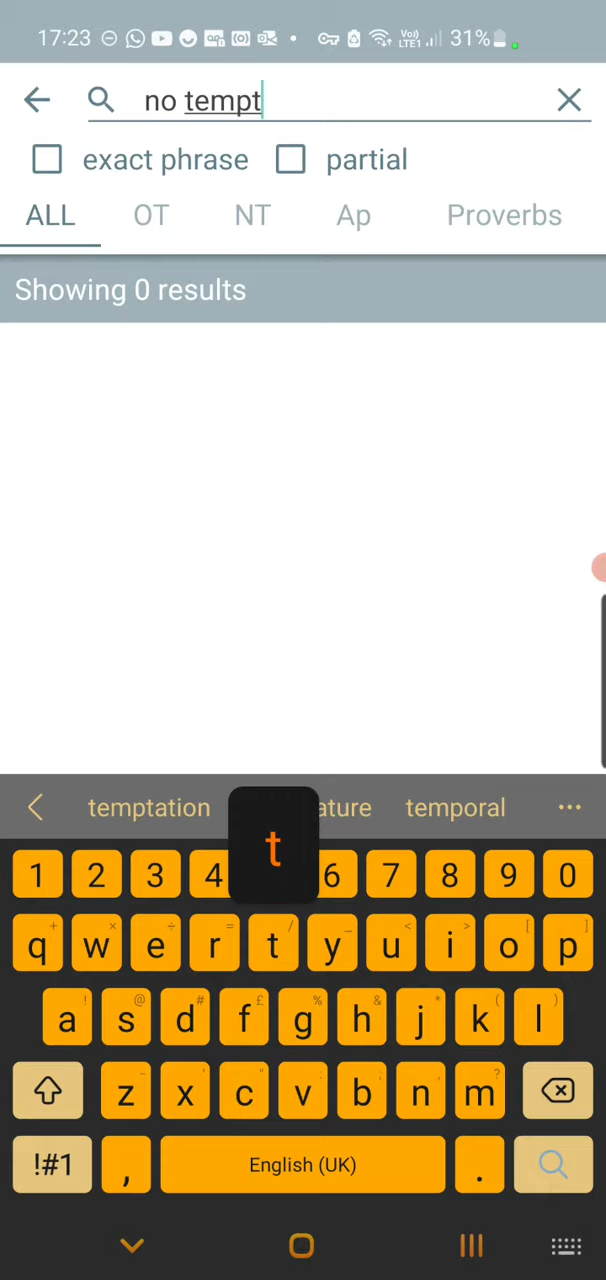 17:23 31%
no tempt
exact phrase partial
ALL OT NT Ap Proverbs
Showing 0 results
temptation ature temporal
t
1 2 3 4 6 7 8 9 0
q w e r t y u i o p
a s d f g h j k l
z x c v b n m
!#1 , English (UK) .